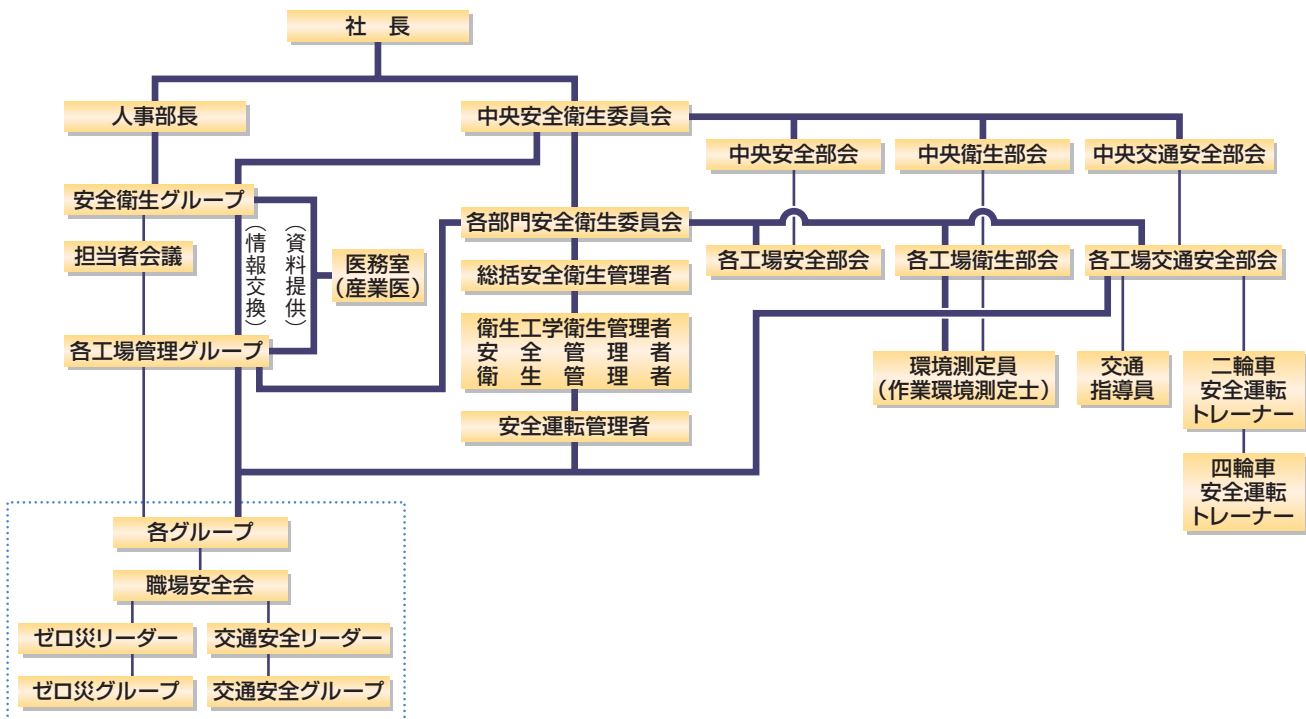 社 長
人事部長
中央安全衛生委員会
中央安全部会
中央衛生部会
中央交通安全部会
安全衛生グループ
各部門安全衛生委員会
担当者会議
(情報交換)
(資料提供)
医務室
(産業医)
総括安全衛生管理者
各工場安全部会
各工場衛生部会
各工場交通安全部会
各工場管理グループ
衛生工学衛生管理者
安全管理者
衛生管理者
環境測定員
(作業環境測定士)
交通
指導員
二輪車
安全運転
トレーナー
安全運転管理者
四輪車
安全運転
トレーナー
各グループ
職場安全会
ゼロ災リーダー
交通安全リーダー
ゼロ災グループ
交通安全グループ